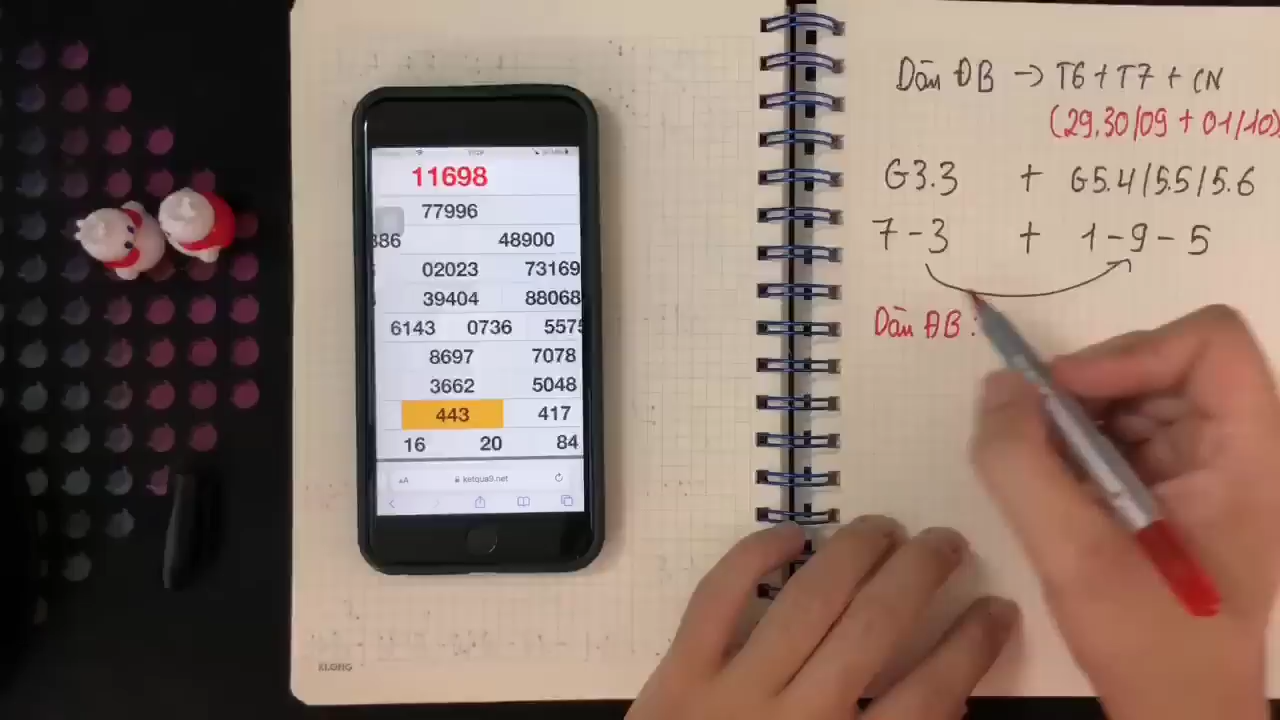 11698
77996
386 48900
02023 73169
39404 88068
6143 0736 5575
8697 7078
3662 5048
443 417
16 20 84
AA ketqua9.net
KLONG
Dàn ĐB → T6 + T7 + CN
(29.30/09 + 01/10)
G3.3 + G5.4/5.5/5.6
7-3 + 1-9-5
Dàn ĐB: